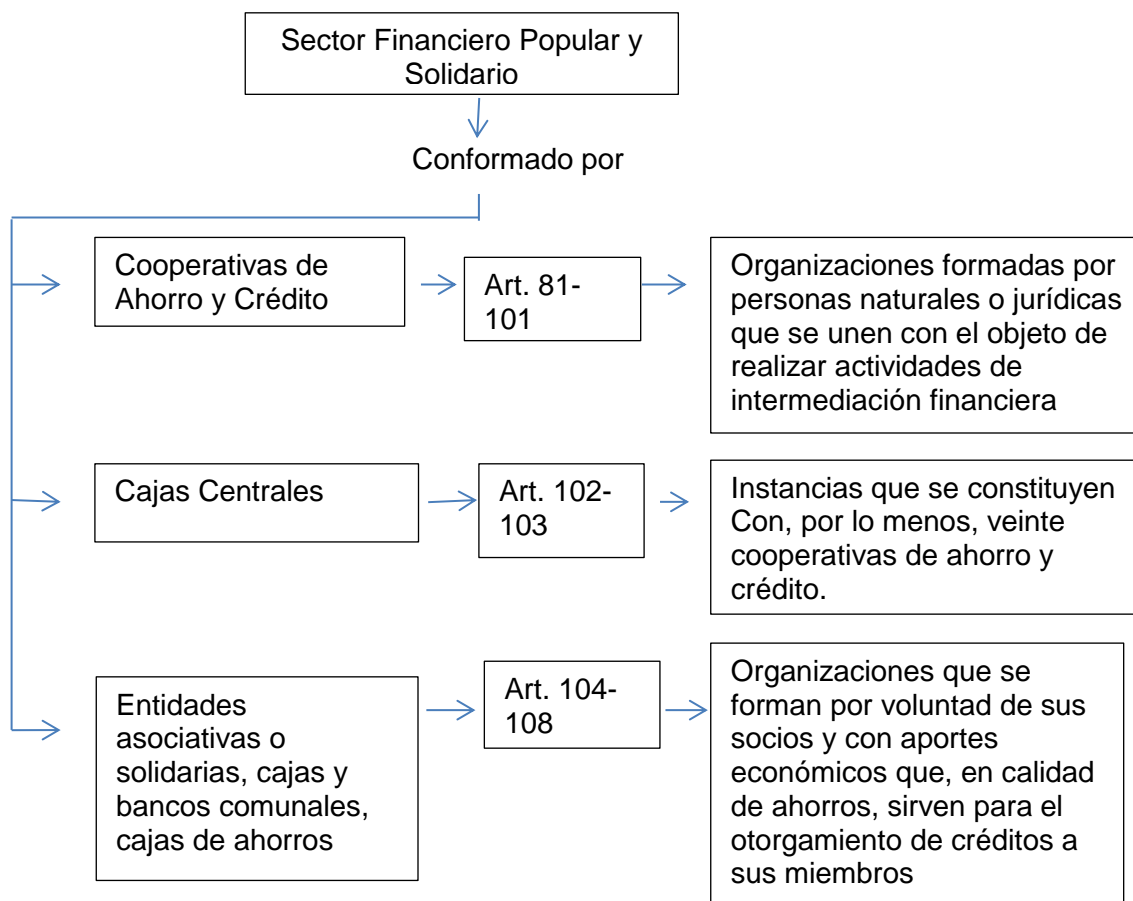 Sector Financiero Popular y
Solidario
Conformado por
Cooperativas de
Ahorro y Crédito
Art. 81-
101
Organizaciones formadas por
personas naturales o jurídicas
que se unen con el objeto de
realizar actividades de
intermediación financiera
Cajas Centrales
Art. 102-
103
Instancias que se constituyen
Con, por lo menos, veinte
cooperativas de ahorro y
crédito.
Entidades
asociativas o
solidarias, cajas y
bancos comunales,
cajas de ahorros
Art. 104-
108
Organizaciones que se
forman por voluntad de sus
socios y con aportes
económicos que, en calidad
de ahorros, sirven para el
otorgamiento de créditos a
sus miembros